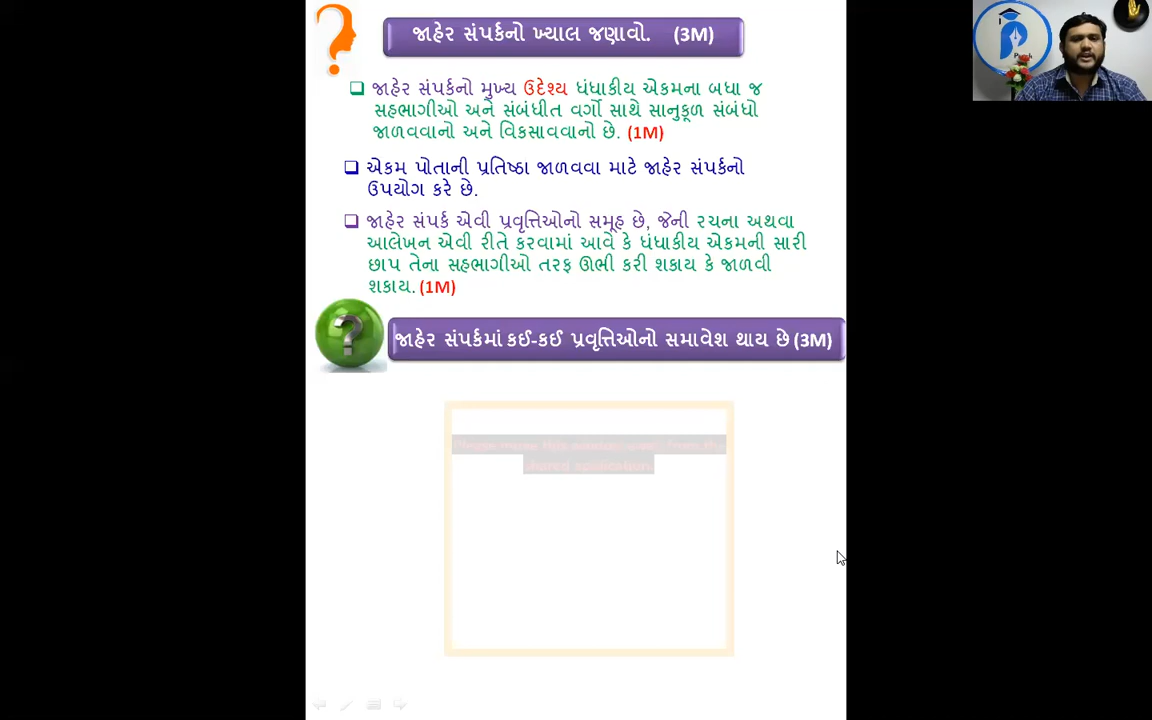 જાહેર સંપર્કનો ખ્યાલ જણાવો. (3M)
❑ જાહેર સંપર્કનો મુખ્ય ઉદેશ્ય ધંધાકીય એકમના બધા જ
સહભાગીઓ અને સંબંધીત વર્ગો સાથે સાનુકૂળ સંબંધો
જાળવવાનો અને વિકસાવવાનો છે. (1M)
❑ એકમ પોતાની પ્રતિષ્ઠા જાળવવા માટે જાહેર સંપર્કનો
ઉપયોગ કરે છે.
❑ જાહેર સંપર્ક એવી પ્રવૃત્તિઓનો સમૂહ છે, જેની રચના અથવા
આલેખન એવી રીતે કરવામાં આવે કે ધંધાકીય એકમની સારી
છાપ તેના સહભાગીઓ તરફ ઊભી કરી શકાય કે જાળવી
શકાય. (1M)
જાહેર સંપર્કમાં કઈ-કઈ પ્રવૃત્તિઓનો સમાવેશ થાય છે (3M)
shared application.